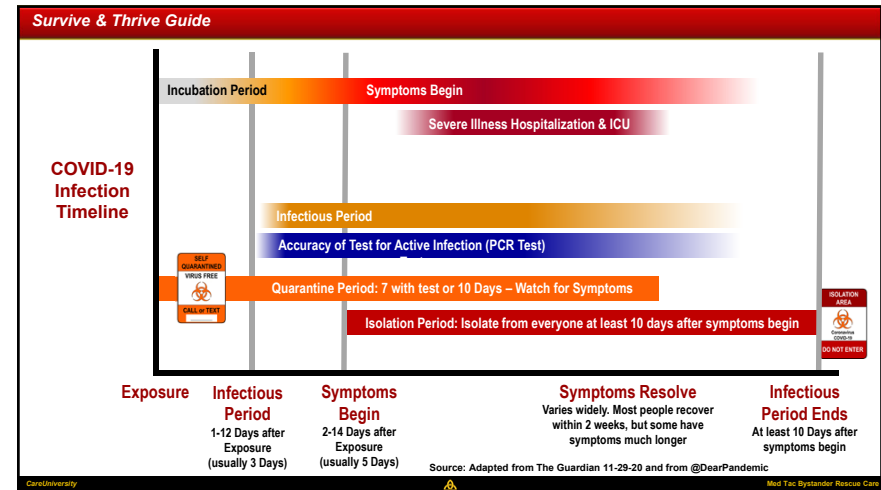 Survive & Thrive Guide
Incubation Period
Symptoms Begin
Severe Illness Hospitalization & ICU
COVID-19
Infection
Timeline
Infectious Period
Accuracy of Test for Active Infection (PCR Test)
SELF
QUARANTINED
VIRUS FREE
CALL or TEXT
Quarantine Period: 7 with test or 10 Days – Watch for Symptoms
Isolation Period: Isolate from everyone at least 10 days after symptoms begin
ISOLATION
AREA
Coronavirus
COVID-19
DO NOT ENTER
Exposure
Infectious
Period
1-12 Days after
Exposure
(usually 3 Days)
Symptoms
Begin
2-14 Days after
Exposure
(usually 5 Days)
Symptoms Resolve
Varies widely. Most people recover
within 2 weeks, but some have
symptoms much longer
Infectious
Period Ends
At least 10 Days after
symptoms begin
Source: Adapted from The Guardian 11-29-20 and from @DearPandemic
CareUniversity
Med Tac Bystander Rescue Care